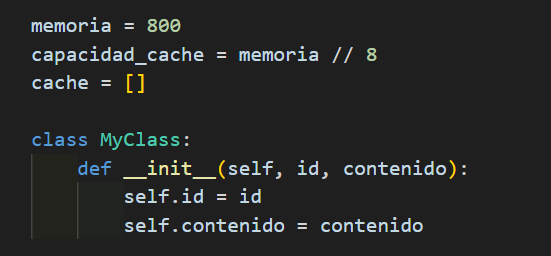 memoria = 800
capacidad_cache = memoria // 8
cache = []
class MyClass:
    def __init__(self, id, contenido):
        self.id = id
        self.contenido = contenido